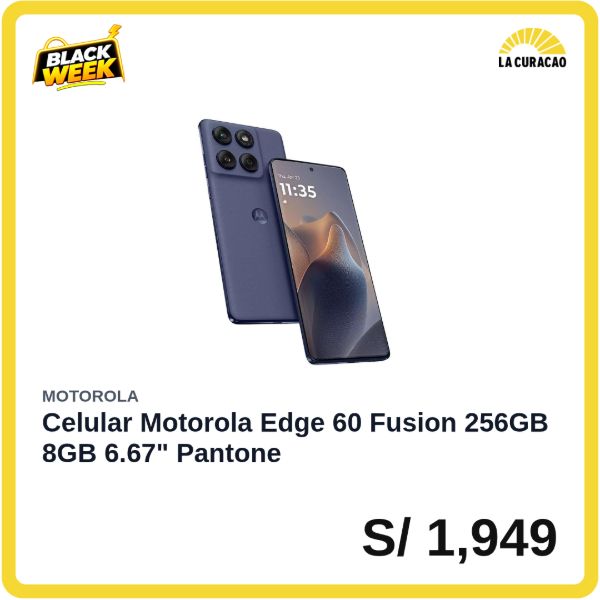 BLACK
WEEK
LA CURACAO
11:35
MOTOROLA
Celular Motorola Edge 60 Fusion 256GB
8GB 6.67" Pantone
S/ 1,949